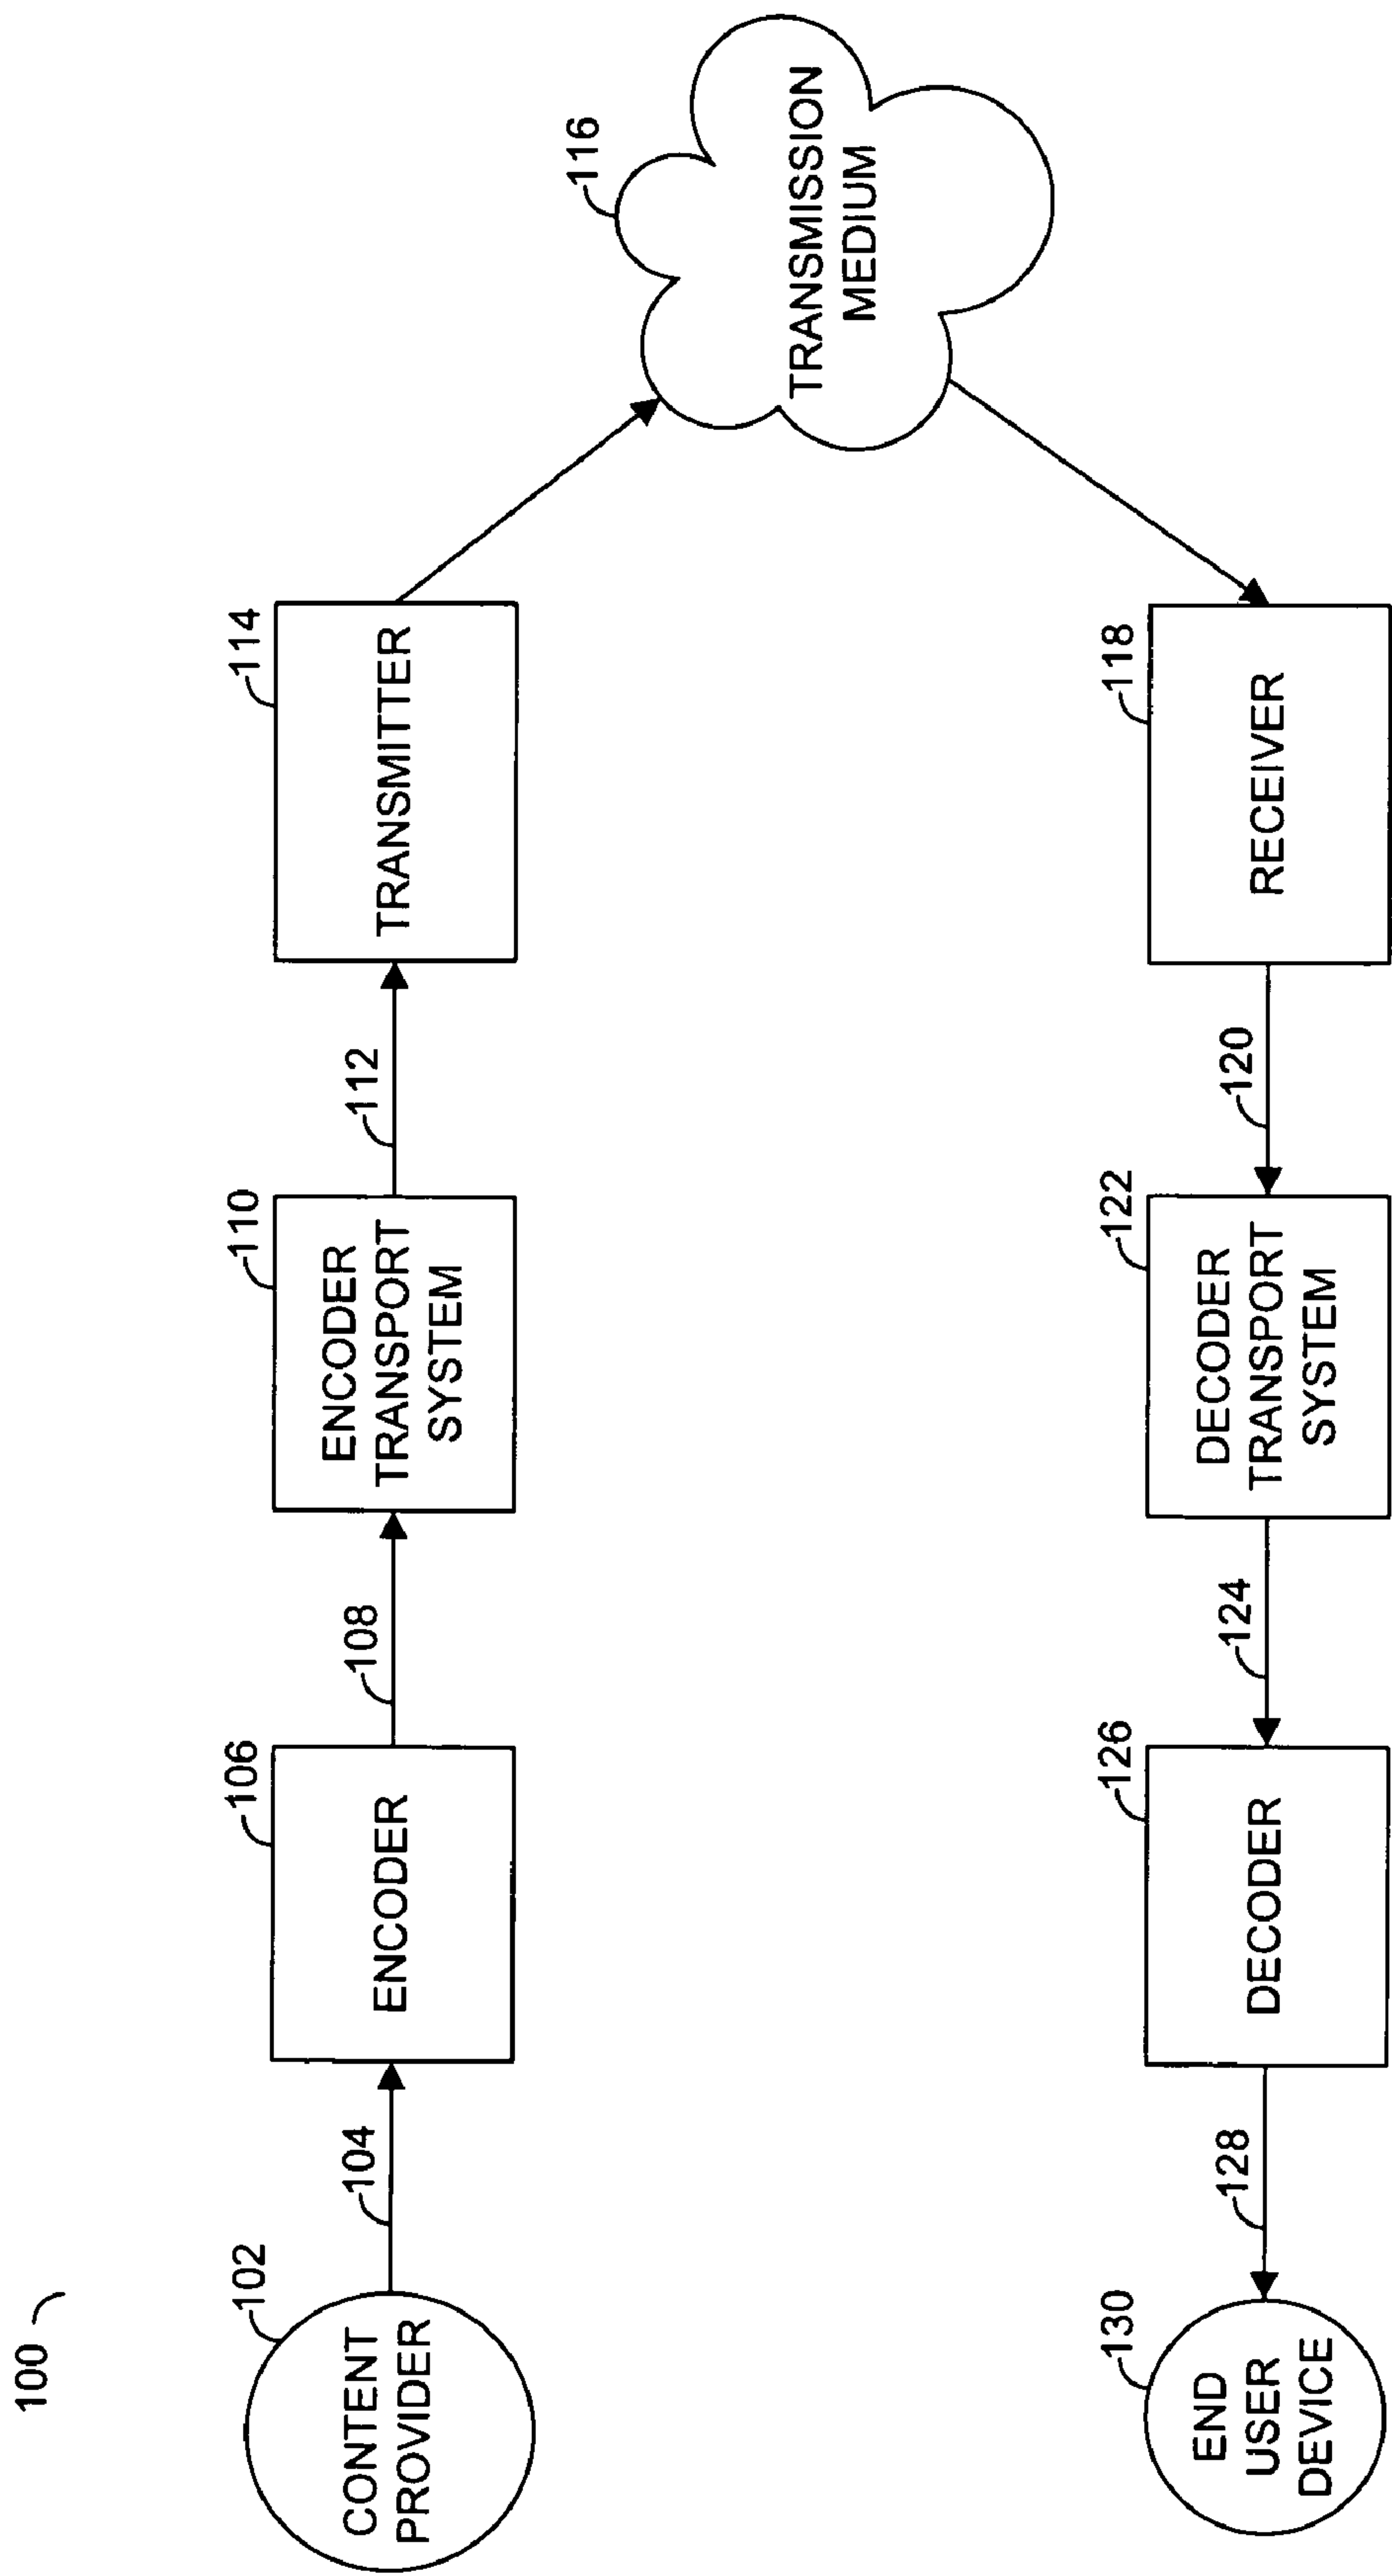 100
102
CONTENT
PROVIDER
104
106
ENCODER
108
110
ENCODER
TRANSPORT
SYSTEM
112
114
TRANSMITTER
116
TRANSMISSION
MEDIUM
118
RECEIVER
120
122
DECODER
TRANSPORT
SYSTEM
124
126
DECODER
128
130
END
USER
DEVICE